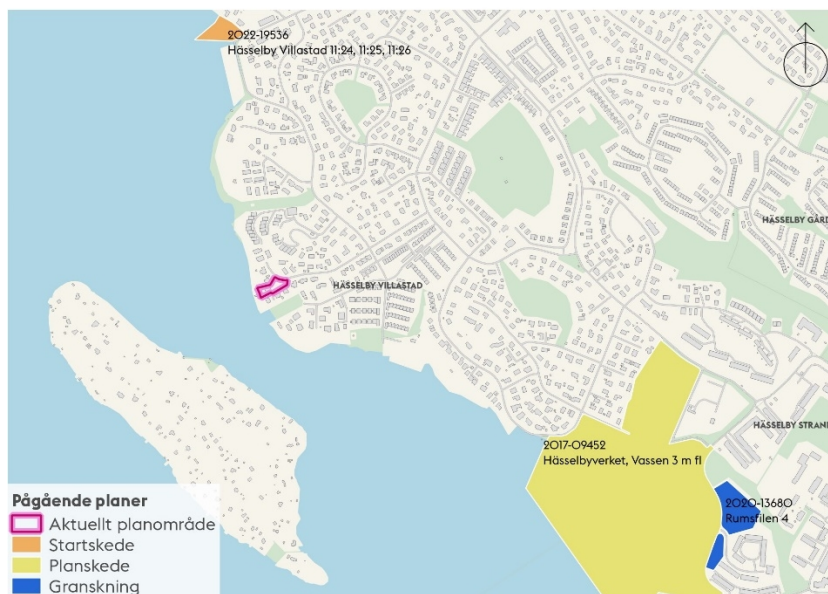 2022-19536
Hässelby Villastad 11:24, 11:25, 11:26
HÄSSELBY GÅRD
HÄSSELBY VILLASTAD
HÄSSELBY STRAND
2017-09452
Hässelbyverket, Vassen 3 m fl
2020-13680
Rumsfilen 4
Pågående planer
Aktuellt planområde
Startskede
Planskede
Granskning